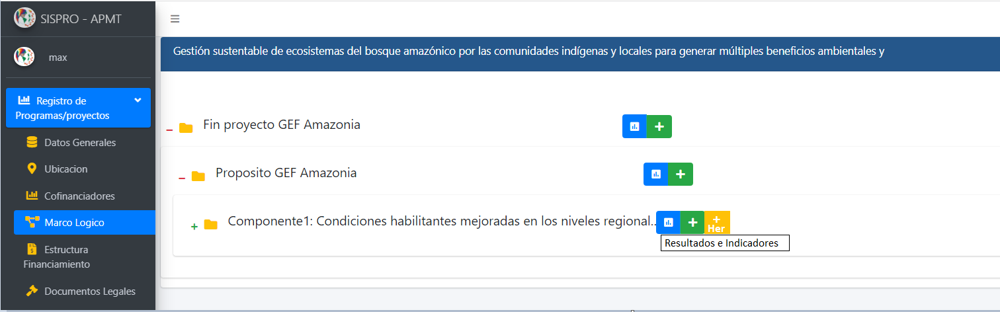 SISPRO - APMT
max
Registro de
Programas/proyectos
Datos Generales
Ubicacion
Cofinanciadores
Marco Logico
Estructura
Financiamiento
Documentos Legales
Gestión sustentable de ecosistemas del bosque amazónico por las comunidades indígenas y locales para generar múltiples beneficios ambientales y
Fin proyecto GEF Amazonia
Proposito GEF Amazonia
Componente1: Condiciones habilitantes mejoradas en los niveles regional..
+
Her
Resultados e Indicadores